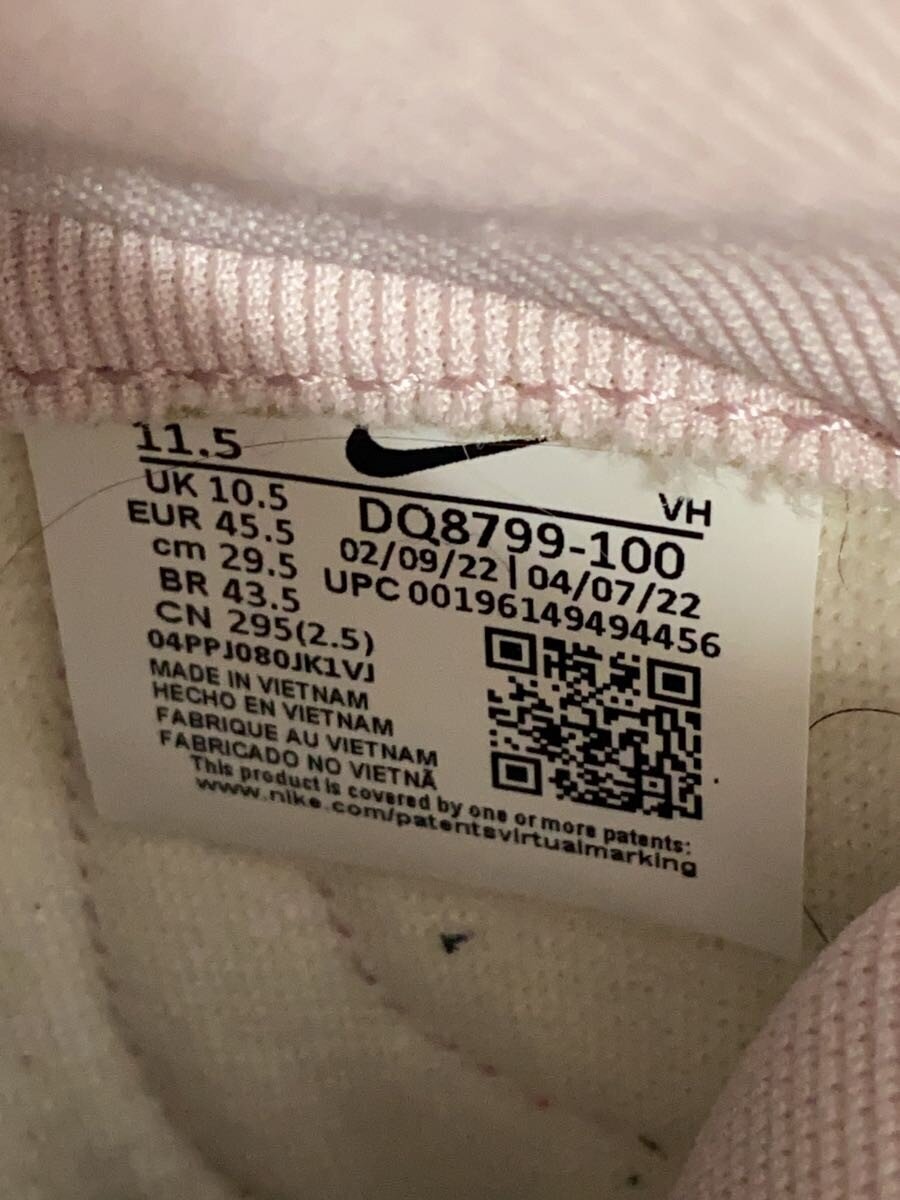 11.5
UK 10.5
EUR 45.5
cm 29.5
BR 43.5
CN 295(2.5)
04PPJ080JK1VJ
MADE IN VIETNAM
HECHO EN VIETNAM
FABRIQUE AU VIETNAM
FABRICADO NO VIETNÃ
VH
DQ8799-100
02/09/22 | 04/07/22
UPC 00196149494456
This product is covered by one or more patents:
www.nike.com/patentsvirtualmarking